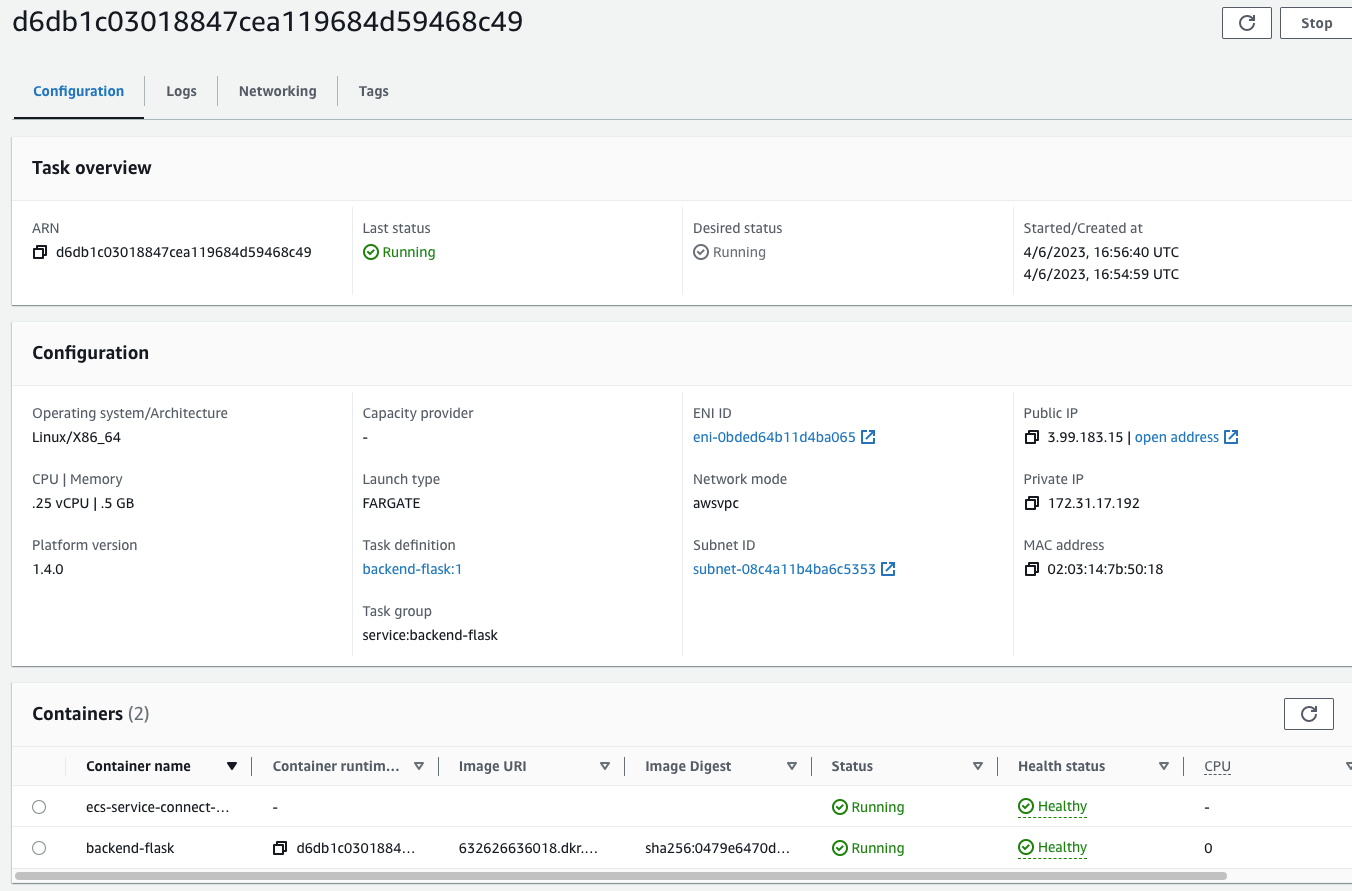 d6db1c03018847cea119684d59468c49
Stop
Configuration
Logs
Networking
Tags
Task overview
ARN
d6db1c03018847cea119684d59468c49
Last status
Running
Desired status
Running
Started/Created at
4/6/2023, 16:56:40 UTC
4/6/2023, 16:54:59 UTC
Configuration
Operating system/Architecture
Linux/X86_64
CPU | Memory
.25 vCPU | .5 GB
Platform version
1.4.0
Capacity provider
-
Launch type
FARGATE
Task definition
backend-flask:1
Task group
service:backend-flask
ENI ID
eni-0bded64b11d4ba065
Network mode
awsvpc
Subnet ID
subnet-08c4a11b4ba6c5353
Public IP
3.99.183.15 | open address
Private IP
172.31.17.192
MAC address
02:03:14:7b:50:18
Containers (2)
Container name Container runtim... Image URI Image Digest Status Health status CPU
ecs-service-connect-... - Running Healthy -
backend-flask d6db1c0301884... 632626636018.dkr.... sha256:0479e6470d... Running Healthy 0